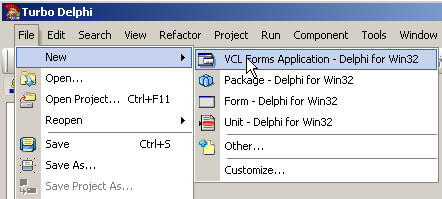 Turbo Delphi
File Edit Search View Refactor Project Run Component Tools Window
New
Open...
Open Project... Ctrl+F11
Reopen
Save Ctrl+S
Save As...
Save Project As...
VCL Forms Application - Delphi for Win32
Package - Delphi for Win32
Form - Delphi for Win32
Unit - Delphi for Win32
Other...
Customize...